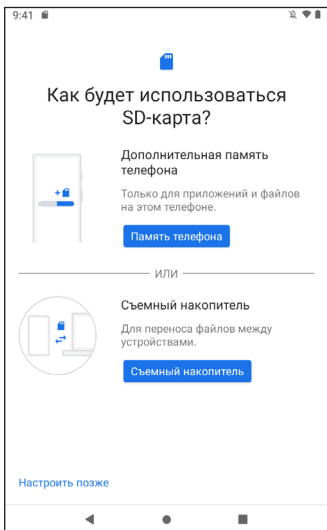 9:41
Как будет использоваться
SD-карта?
Дополнительная память
телефона
Только для приложений и файлов
на этом телефоне.
Память телефона
ИЛИ
Съемный накопитель
Для переноса файлов между
устройствами.
Съемный накопитель
Настроить позже